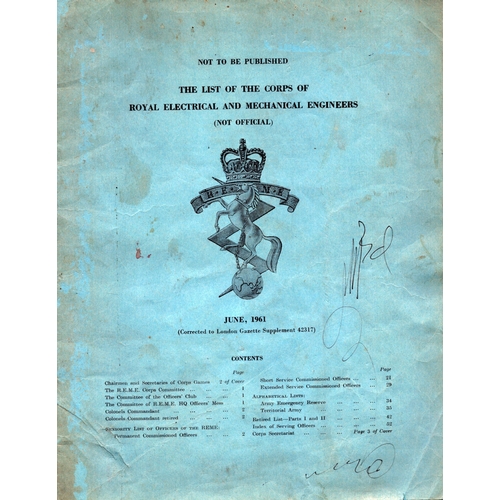 NOT TO BE PUBLISHED
THE LIST OF THE CORPS OF
ROYAL ELECTRICAL AND MECHANICAL ENGINEERS
(NOT OFFICIAL)
R E M E
JUNE, 1961
(Corrected to London Gazette Supplement 42317)
CONTENTS
Page
Chairmen and Secretaries of Corps Games 2 of Cover
The R.E.M.E. Corps Committee ... 1
The Committee of the Officers' Club ... 1
The Committee of R.E.M.E. HQ Officers' Mess 1
Colonels Commandant ... 2
Colonels Commandant retired ... 2
Seniority List of Officers of the REME:
Permanent Commissioned Officers ... 2
Page
Short Service Commissioned Officers ... 21
Extended Service Commissioned Officers ... 29
Alphabetical Lists:
Army Emergency Reserve ... 34
Territorial Army ... 35
Revised List—Parts I and II ... 42
Index of Serving Officers ... 52
Corps Secretariat ... Page 2 of Cover